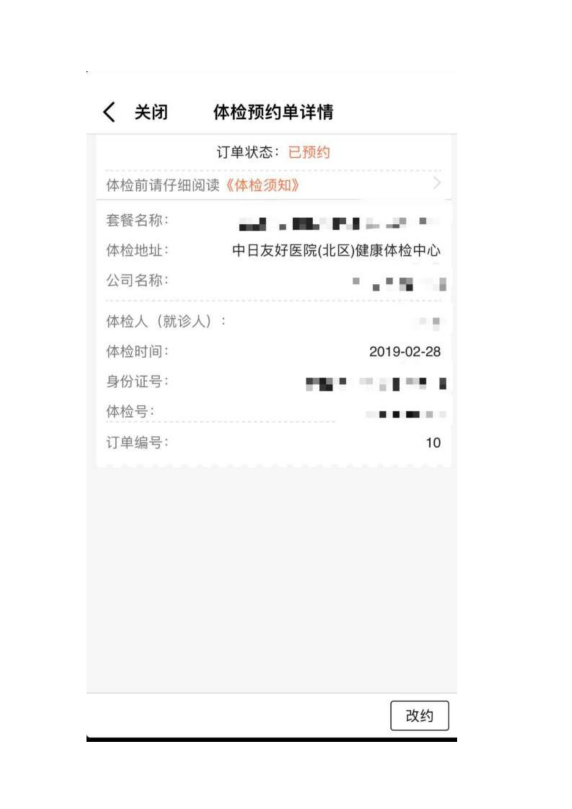 关闭 体检预约单详情
订单状态：已预约
体检前请仔细阅读《体检须知》
套餐名称：
体检地址： 中日友好医院(北区)健康体检中心
公司名称：
体检人（就诊人）：
体检时间： 2019-02-28
身份证号：
体检号：
订单编号： 10
改约